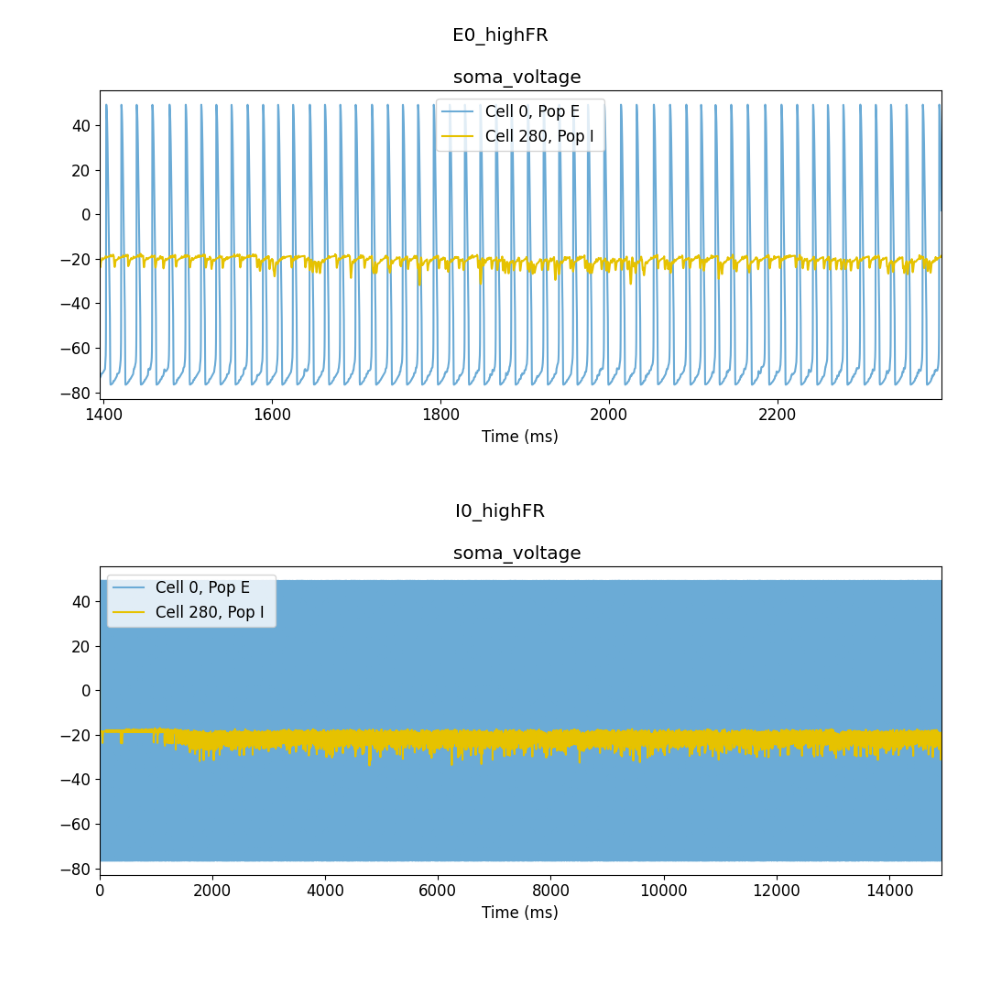 E0_highFR
soma_voltage
Cell 0, Pop E
Cell 280, Pop I
40
20
0
−20
−40
−60
−80
1400 1600 1800 2000 2200
Time (ms)
I0_highFR
soma_voltage
Cell 0, Pop E
Cell 280, Pop I
40
20
0
−20
−40
−60
−80
0 2000 4000 6000 8000 10000 12000 14000
Time (ms)